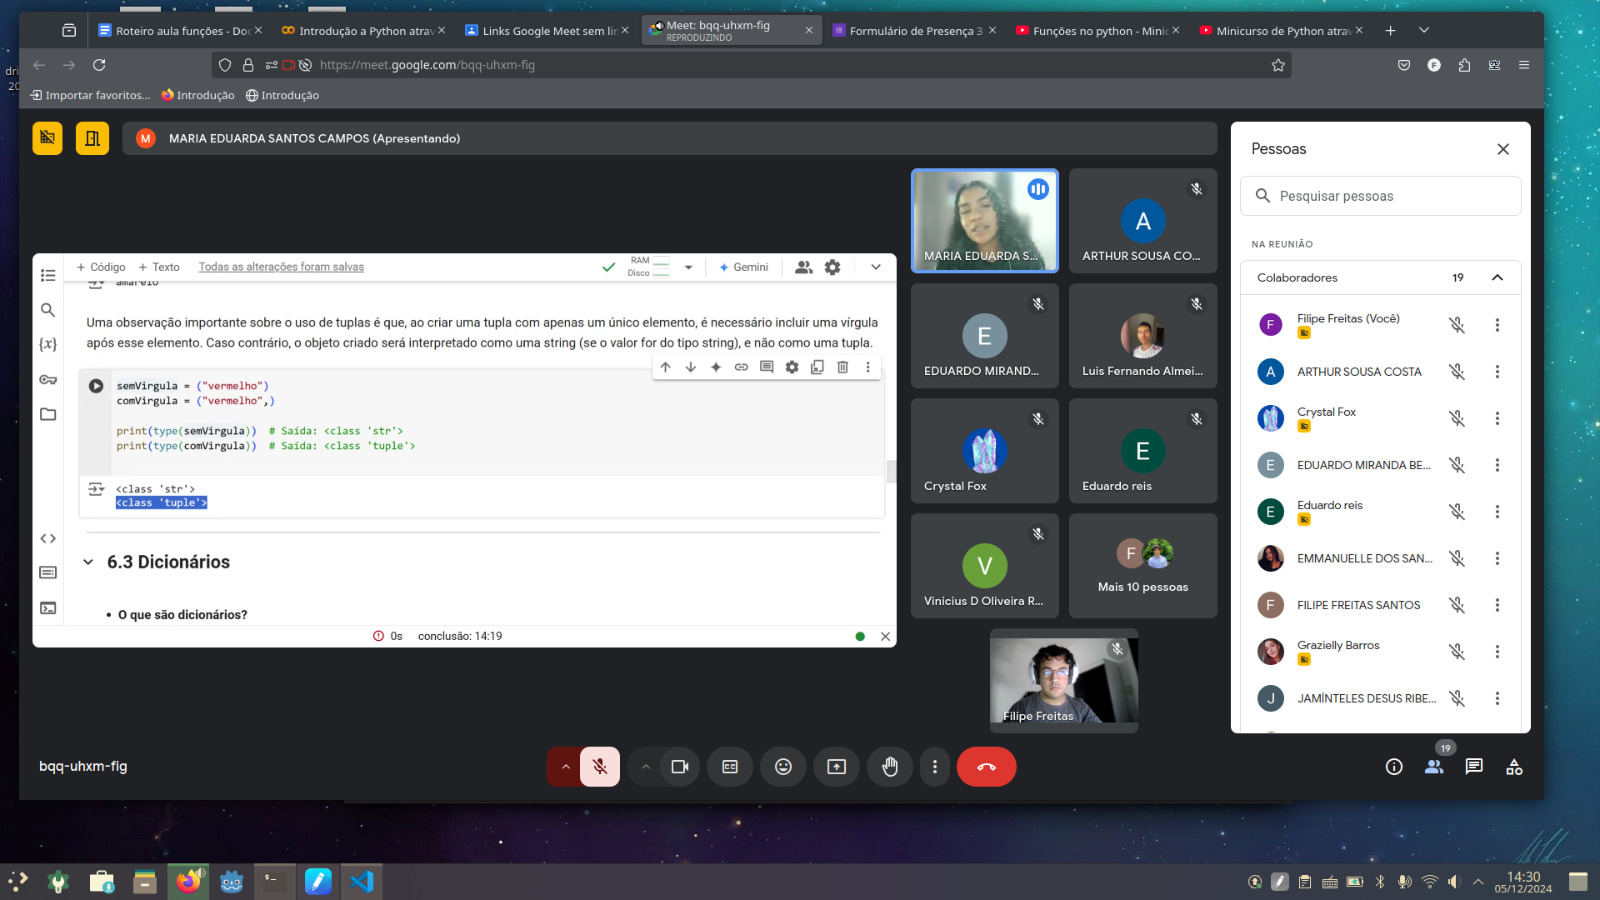 Roteiro aula funções - Doc
Introdução a Python atrav
Links Google Meet sem lin
Meet: bqq-uhxm-fig
REPRODUZINDO
Formulário de Presença 3
Funções no python - Minic
Minicurso de Python atrav
https://meet.google.com/bqq-uhxm-fig
F
Importar favoritos...
Introdução
Introdução
dri
20
M
MARIA EDUARDA SANTOS CAMPOS (Apresentando)
+ Código
+ Texto
Todas as alterações foram salvas
RAM
Disco
Gemini
amarelo
Uma observação importante sobre o uso de tuplas é que, ao criar uma tupla com apenas um único elemento, é necessário incluir uma vírgula
após esse elemento. Caso contrário, o objeto criado será interpretado como uma string (se o valor for do tipo string), e não como uma tupla.
semVirgula = ("vermelho")
comVirgula = ("vermelho",)
print(type(semVirgula))  # Saída: <class 'str'>
print(type(comVirgula))  # Saída: <class 'tuple'>
<class 'str'>
<class 'tuple'>
6.3 Dicionários
• O que são dicionários?
0s
conclusão: 14:19
MARIA EDUARDA S...
A
ARTHUR SOUSA CO...
E
EDUARDO MIRAND...
Luis Fernando Almei...
Crystal Fox
E
Eduardo reis
V
Vinicius D Oliveira R...
F
Mais 10 pessoas
Filipe Freitas
Pessoas
Pesquisar pessoas
NA REUNIÃO
Colaboradores
19
F
Filipe Freitas (Você)
A
ARTHUR SOUSA COSTA
Crystal Fox
E
EDUARDO MIRANDA BE...
E
Eduardo reis
EMMANUELLE DOS SAN...
F
FILIPE FREITAS SANTOS
Grazielly Barros
J
JAMÍNTELES DESUS RIBE...
bqq-uhxm-fig
19
14:30
05/12/2024